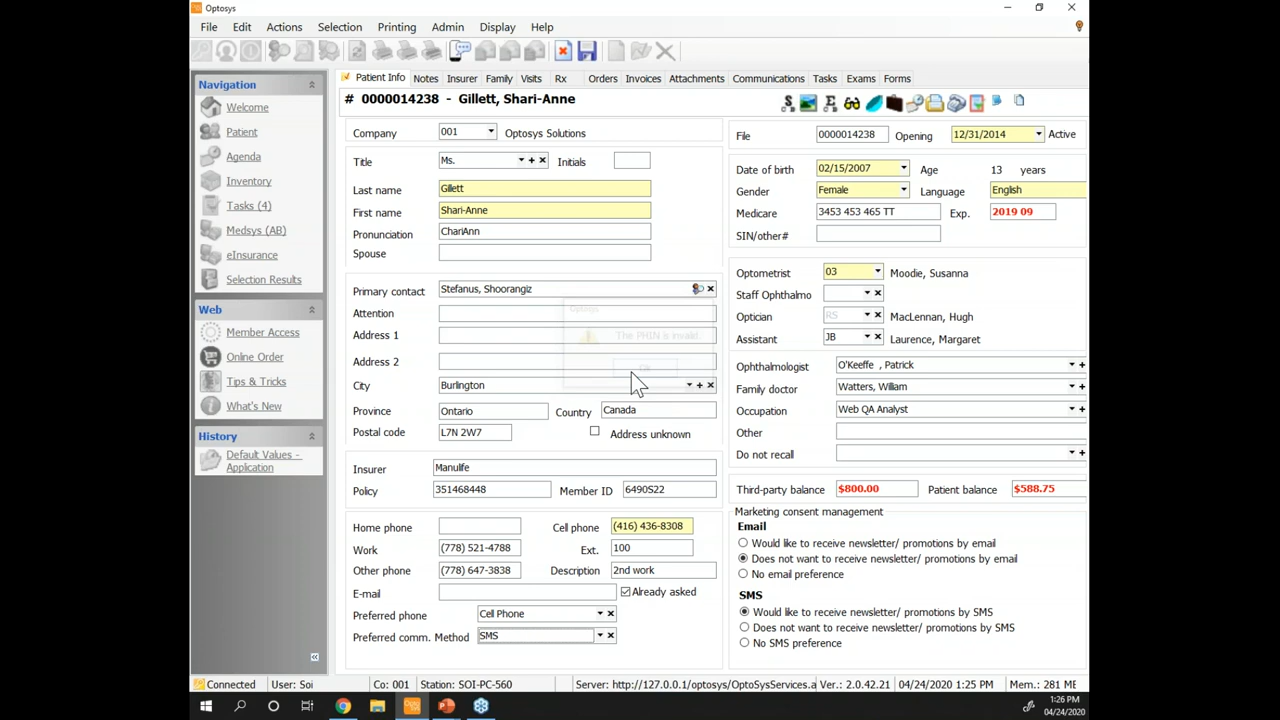 Optosys
File Edit Actions Selection Printing Admin Display Help
Navigation
Welcome
Patient
Agenda
Inventory
Tasks (4)
Medsys (AB)
eInsurance
Selection Results
Web
Member Access
Online Order
Tips & Tricks
What's New
History
Default Values - Application
Patient Info Notes Insurer Family Visits Rx Orders Invoices Attachments Communications Tasks Exams Forms
# 0000014238 - Gillett, Shari-Anne
Company 001 Optosys Solutions
Title Ms. Initials
Last name Gillett
First name Shari-Anne
Pronunciation ChariAnn
Spouse
Primary contact Stefanus, Shoorangiz
Attention
Address 1
Address 2
City Burlington
Province Ontario Country Canada
Postal code L7N 2W7 Address unknown
Insurer Manulife
Policy 351468448 Member ID 6490S22
Home phone Cell phone (416) 436-8308
Work (778) 521-4788 Ext. 100
Other phone (778) 647-3838 Description 2nd work
E-mail Already asked
Preferred phone Cell Phone
Preferred comm. Method SMS
File 0000014238 Opening 12/31/2014 Active
Date of birth 02/15/2007 Age 13 years
Gender Female Language English
Medicare 3453 453 465 TT Exp. 2019 09
SIN/other#
Optometrist 03 Moodie, Susanna
Staff Ophthalmo
Optician RS MacLennan, Hugh
Assistant JB Laurence, Margaret
Ophthalmologist O'Keeffe , Patrick
Family doctor Watters, William
Occupation Web QA Analyst
Other
Do not recall
Third-party balance $800.00 Patient balance $588.75
Marketing consent management
Email
Would like to receive newsletter/ promotions by email
Does not want to receive newsletter/ promotions by email
No email preference
SMS
Would like to receive newsletter/ promotions by SMS
Does not want to receive newsletter/ promotions by SMS
No SMS preference
Optosys
The PHIN is invalid
Connected User: Soi Co: 001 Station: SOI-PC-560 Server: http://127.0.0.1/optosys/OptoSysServices.a Ver.: 2.0.42.21 04/24/2020 1:25 PM Mem.: 281 ME
1:26 PM
04/24/2020